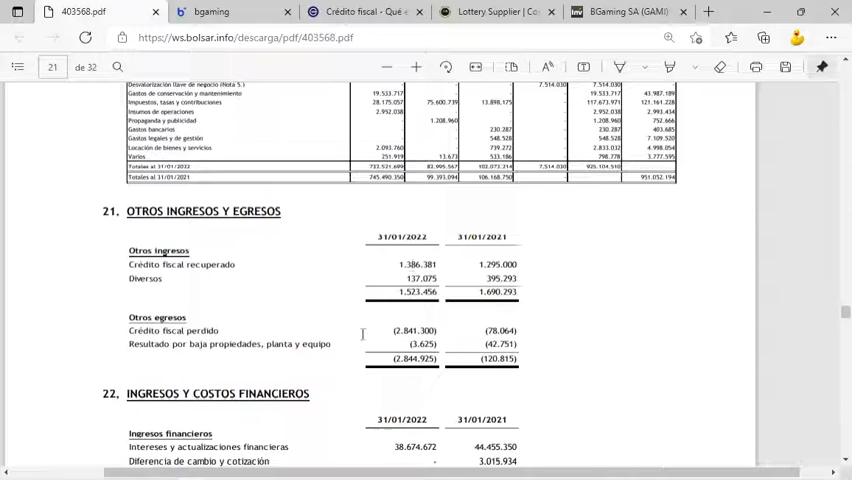 403568.pdf
bgaming
Crédito fiscal - Qué e
Lottery Supplier | Co
Inv BGaming SA (GAMI)
https://ws.bolsar.info/descarga/pdf/403568.pdf
21 de 32
Desvalorización llave de negocio (Nota 5.) - - - 7.514.030 7.514.030 -
Gastos de conservación y mantenimiento 19.533.717 - - - 19.533.717 43.987.189
Impuestos, tasas y contribuciones 28.175.057 75.600.739 13.898.175 - 117.673.971 121.161.228
Insumos de operaciones 2.952.038 - - - 2.952.038 2.993.434
Propaganda y publicidad - 1.208.960 - - 1.208.960 752.666
Gastos bancarios - - 230.287 - 230.287 403.685
Gastos legales y de gestión - - 548.528 - 548.528 7.109.520
Locación de bienes y servicios 2.093.760 - 739.272 - 2.833.032 4.998.054
Varios 251.919 13.673 533.186 - 798.778 3.777.595
Totales al 31/01/2022 7.514.030
Totales al 31/01/2021 745.490.350 99.393.094 106.168.750 - 951.052.194
21. OTROS INGRESOS Y EGRESOS
31/01/2022 31/01/2021
Otros ingresos
Crédito fiscal recuperado 1.386.381 1.295.000
Diversos 137.075 395.293
1.523.456 1.690.293
Otros egresos
Crédito fiscal perdido (2.841.300) (78.064)
Resultado por baja propiedades, planta y equipo (3.625) (42.751)
(2.844.925) (120.815)
22. INGRESOS Y COSTOS FINANCIEROS
31/01/2022 31/01/2021
Ingresos financieros
Intereses y actualizaciones financieras 38.674.672 44.455.350
Diferencia de cambio y cotización - 3.015.934